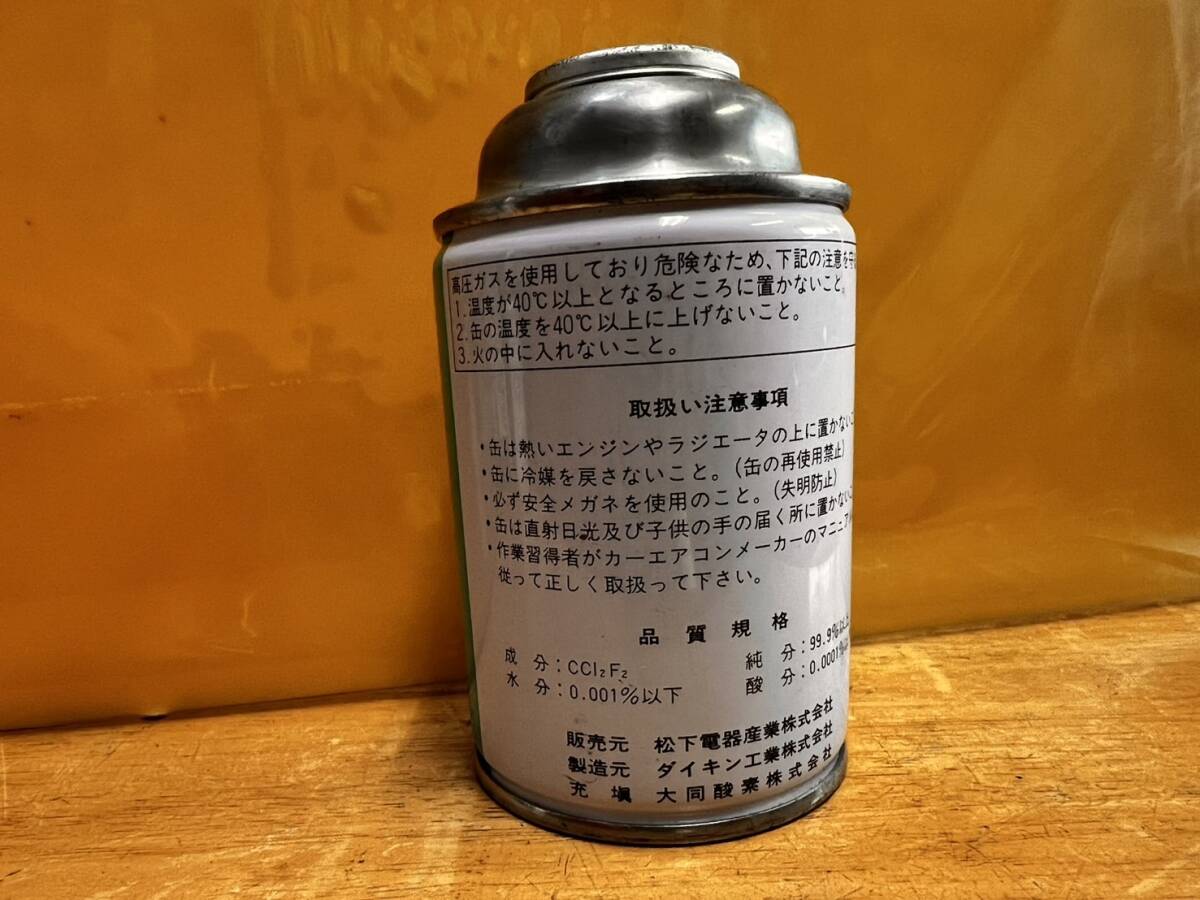 高圧ガスを使用しており危険なため、下記の注意を守
1.温度が40℃以上となるところに置かないこと。
2.缶の温度を40℃以上に上げないこと。
3.火の中に入れないこと。
取扱い注意事項
・缶は熱いエンジンやラジエータの上に置かないこ
・缶に冷媒を戻さないこと。(缶の再使用禁止)
・必ず安全メガネを使用のこと。(失明防止)
・缶は直射日光及び子供の手の届く所に置かないこ
・作業習得者がカーエアコンメーカーのマニュアル
従って正しく取扱って下さい。
品質規格
成分:CCl₂F₂ 純分:99.9%以上
水分:0.001%以下 酸分:0.0001%以
販売元 松下電器産業株式会社
製造元 ダイキン工業株式会社
充塡 大同酸素株式会社